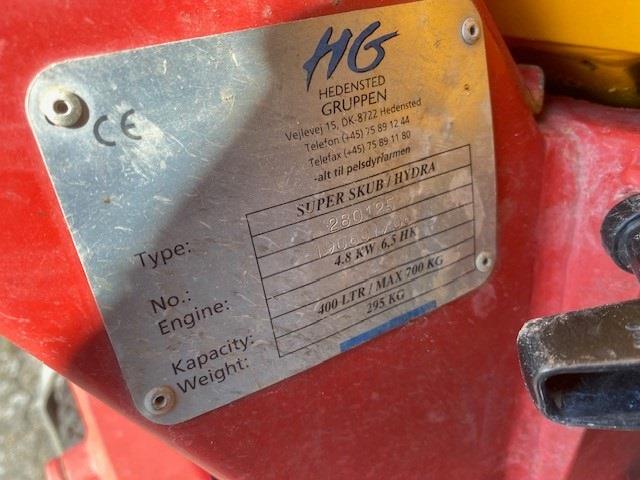 HG
HEDENSTED
GRUPPEN
Vejlevej 15, DK-8722 Hedensted
Telefon (+45) 75 89 12 44
Telefax (+45) 75 89 11 80
-alt til pelsdyrfarmen
CE
Type: SUPER SKUB / HYDRA
280125
No.:
Engine: 4.8 KW 6,5 HK
Kapacity: 400 LTR / MAX 700 KG
Weight: 295 KG